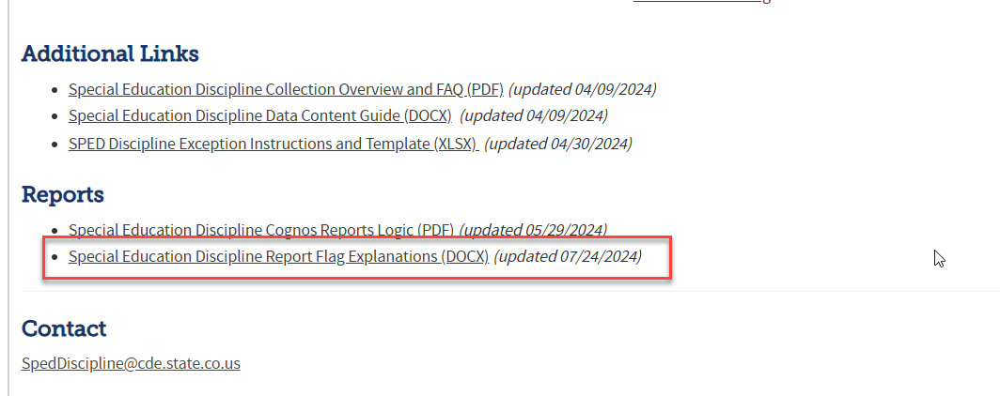 Additional Links
• Special Education Discipline Collection Overview and FAQ (PDF) (updated 04/09/2024)
• Special Education Discipline Data Content Guide (DOCX) (updated 04/09/2024)
• SPED Discipline Exception Instructions and Template (XLSX) (updated 04/30/2024)
Reports
• Special Education Discipline Cognos Reports Logic (PDF) (updated 05/29/2024)
• Special Education Discipline Report Flag Explanations (DOCX) (updated 07/24/2024)
Contact
SpedDiscipline@cde.state.co.us